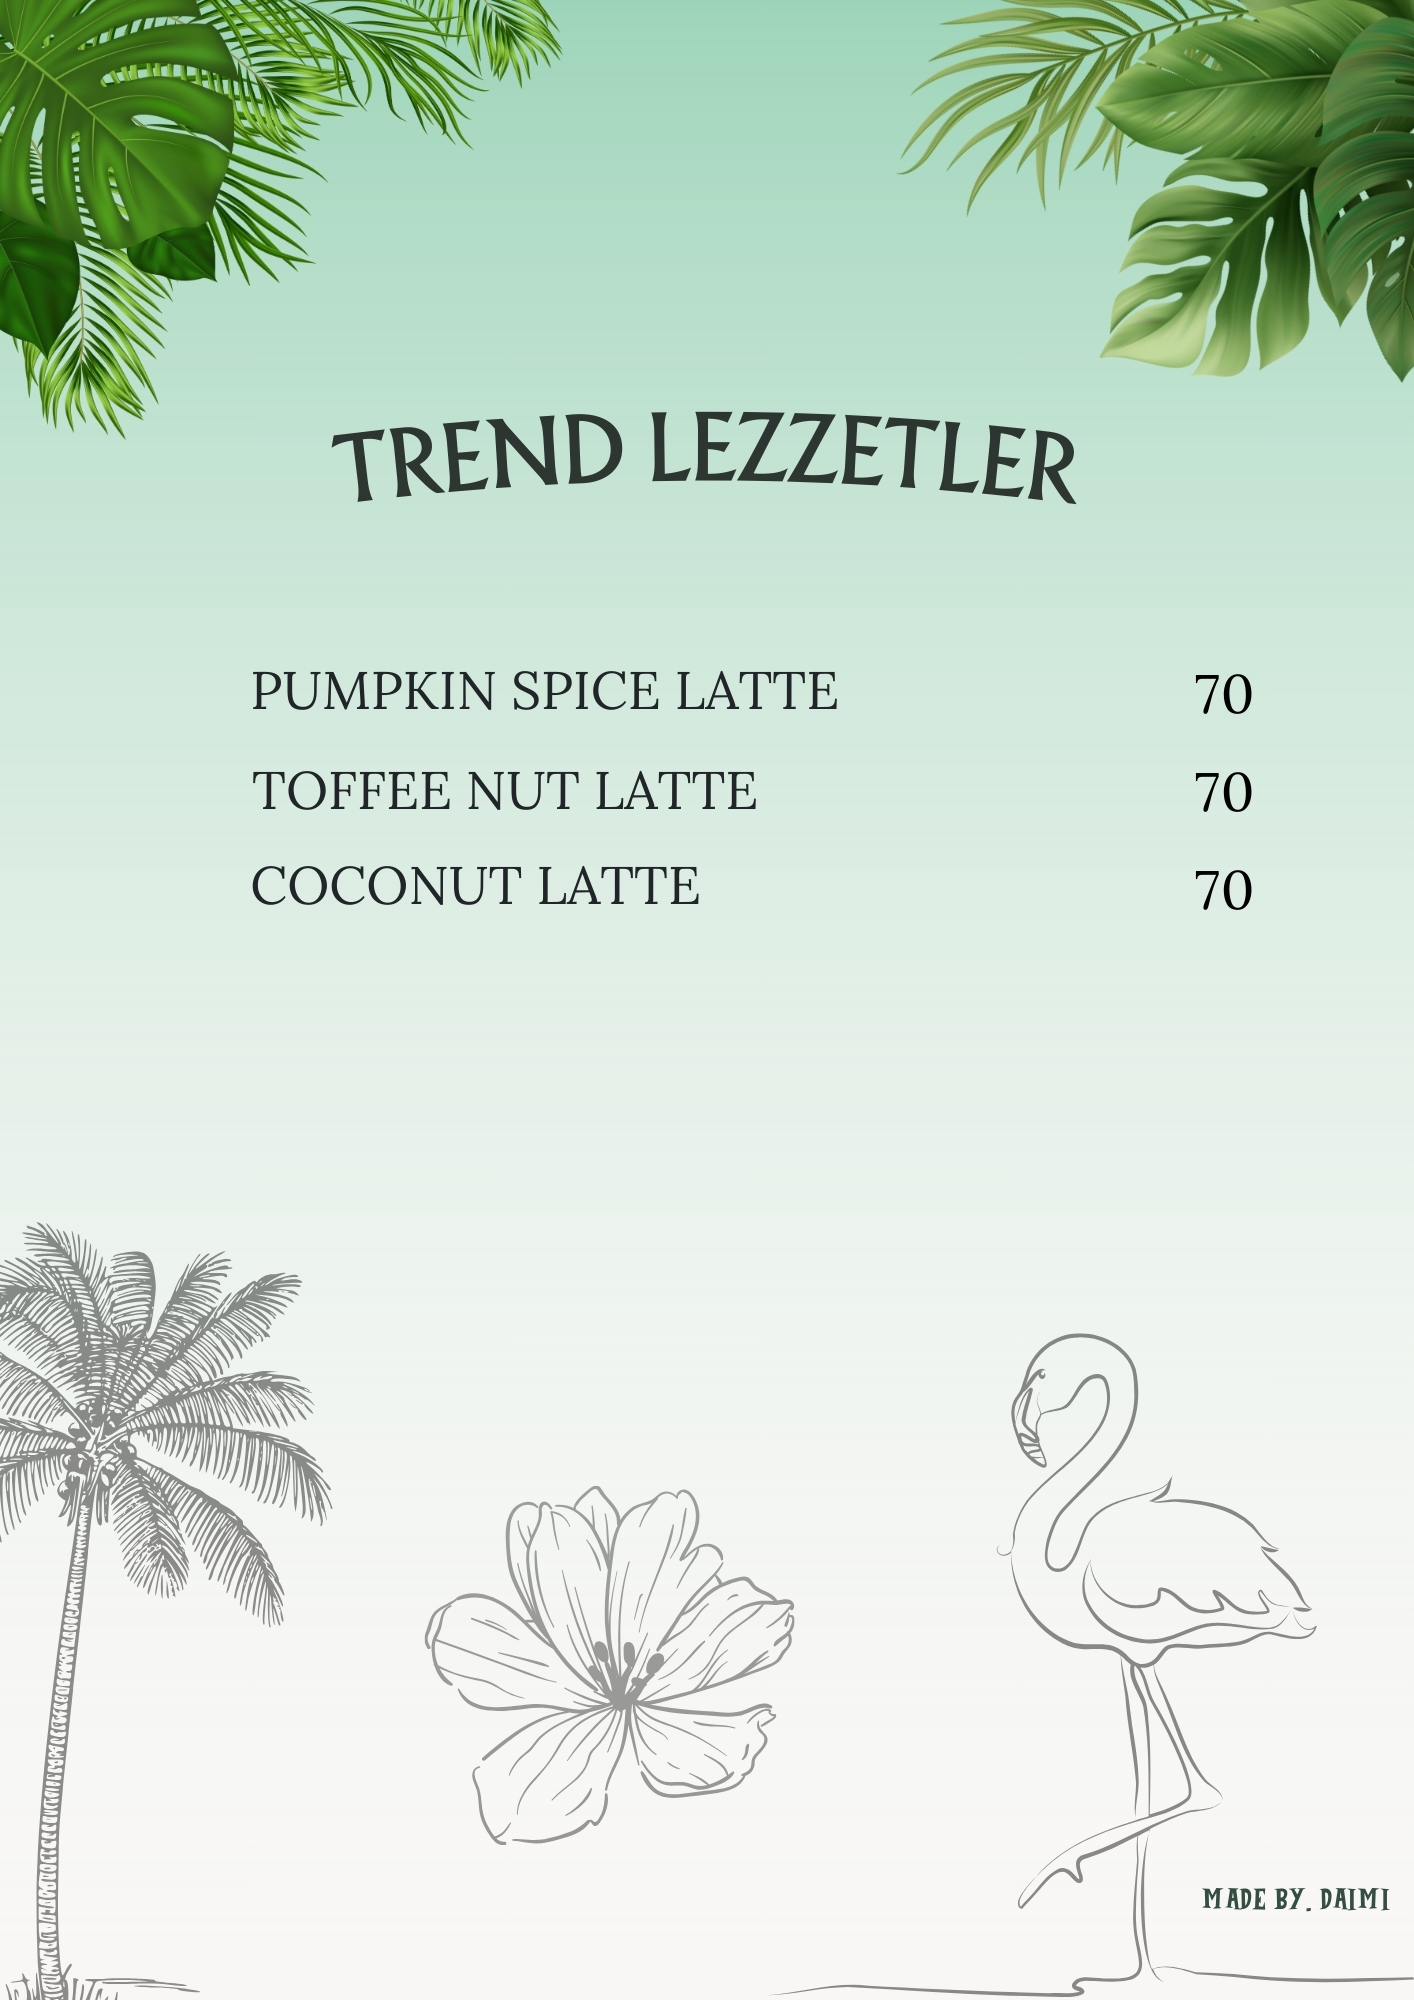 TREND LEZZETLER
PUMPKIN SPICE LATTE 70
TOFFEE NUT LATTE 70
COCONUT LATTE 70
MADE BY. DAIMI